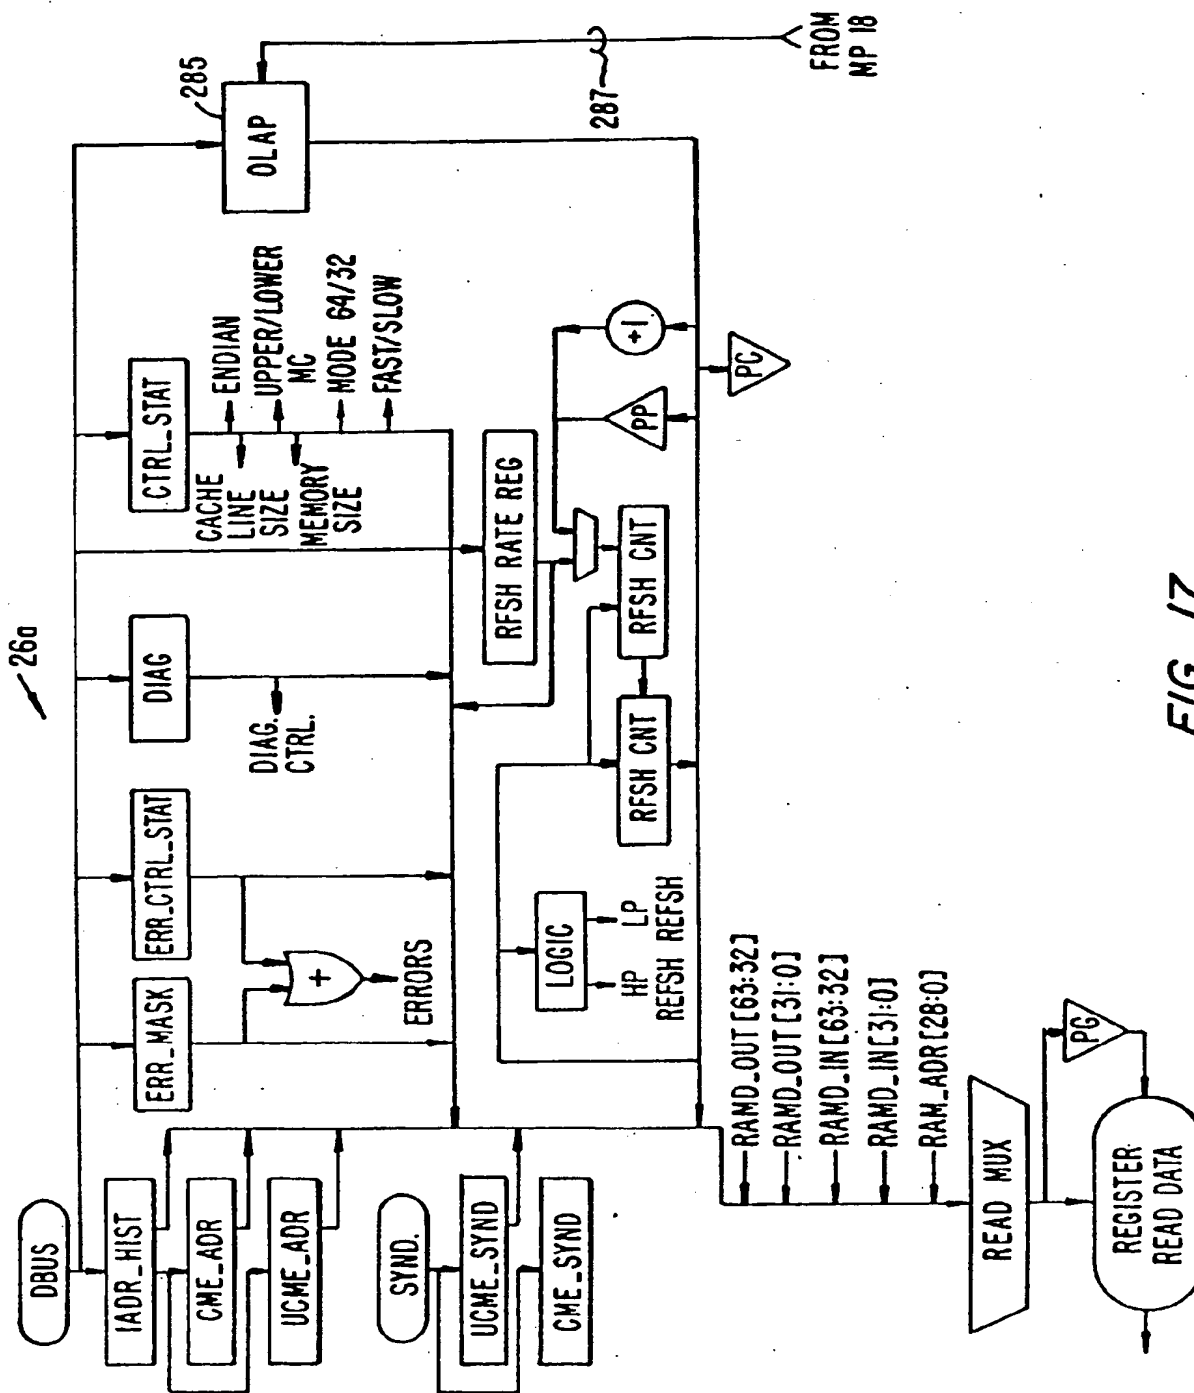 26a
DBUS
IADR_HIST
CME_ADR
UCME_ADR
SYND.
UCME_SYND
CME_SYND
ERR_MASK
ERR_CTRL_STAT
+
ERRORS
DIAG
DIAG.
CTRL.
CTRL_STAT
ENDIAN
UPPER/LOWER
MC
MODE 64/32
FAST/SLOW
CACHE
LINE
SIZE
MEMORY
SIZE
OLAP
285
287
FROM
MP 18
RFSH RATE REG
RFSH CNT
RFSH CNT
+1
PP
PC
LOGIC
HP
REFSH
LP
REFSH
RAMD_OUT[63:32]
RAMD_OUT[31:0]
RAMD_IN[63:32]
RAMD_IN[31:0]
RAM_ADR[28:0]
READ MUX
PG
REGISTER
READ DATA
FIG. 17